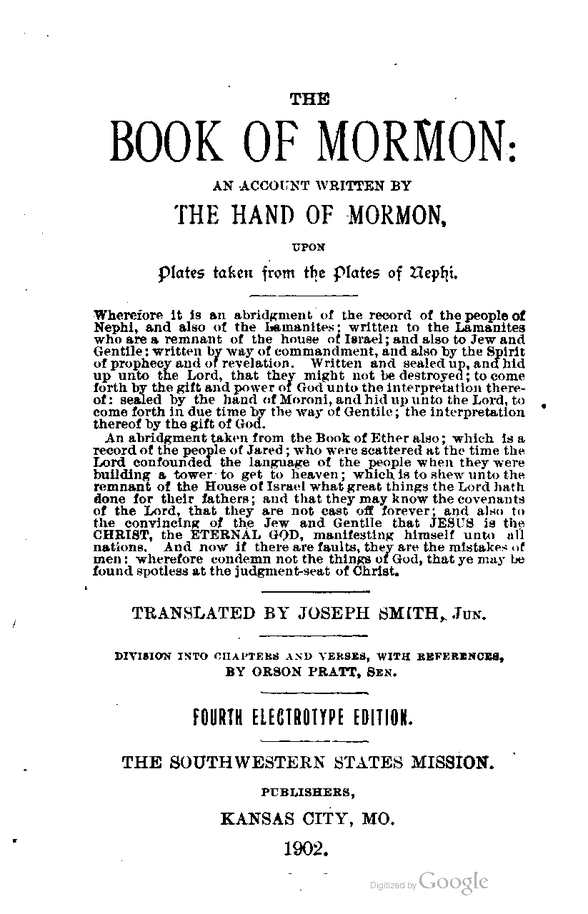 THE
BOOK OF MORMON:
AN ACCOUNT WRITTEN BY
THE HAND OF MORMON,
UPON
Plates taken from the Plates of Nephi.
Wherefore it is an abridgment of the record of the people of
Nephi, and also of the Lamanites; written to the Lamanites
who are a remnant of the house of Israel; and also to Jew and
Gentile: written by way of commandment, and also by the Spirit
of prophecy and of revelation. Written and sealed up, and hid
up unto the Lord, that they might not be destroyed; to come
forth by the gift and power of God unto the interpretation there-
of: sealed by the hand of Moroni, and hid up unto the Lord, to
come forth in due time by the way of Gentile; the interpretation
thereof by the gift of God.
An abridgment taken from the Book of Ether also; which is a
record of the people of Jared; who were scattered at the time the
Lord confounded the language of the people when they were
building a tower to get to heaven; which is to shew unto the
remnant of the House of Israel what great things the Lord hath
done for their fathers; and that they may know the covenants
of the Lord, that they are not cast off forever; and also to
the convincing of the Jew and Gentile that JESUS is the
CHRIST, the ETERNAL GOD, manifesting himself unto all
nations. And now if there are faults, they are the mistakes of
men: wherefore condemn not the things of God, that ye may be
found spotless at the judgment-seat of Christ.
TRANSLATED BY JOSEPH SMITH, JUN.
DIVISION INTO CHAPTERS AND VERSES, WITH REFERENCES,
BY ORSON PRATT, SEN.
FOURTH ELECTROTYPE EDITION.
THE SOUTHWESTERN STATES MISSION.
PUBLISHERS,
KANSAS CITY, MO.
1902.
Digitized by Google